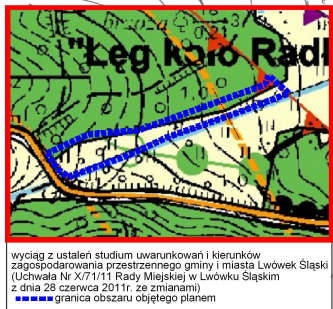 "Łęg koło Radł
wyciąg z ustaleń studium uwarunkowań i kierunków
zagospodarowania przestrzennego gminy i miasta Lwówek Śląski
(Uchwała Nr X/71/11 Rady Miejskiej w Lwówku Śląskim
z dnia 28 czerwca 2011r. ze zmianami)
granica obszaru objętego planem